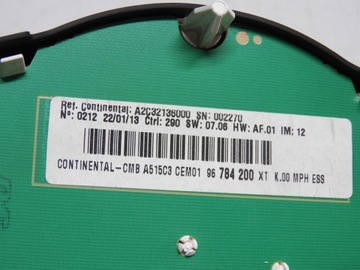 Ref. Continental: A2C32136000 SN: 002270
Nº: 0212 22/01/13 Ctrl: 290 SW: 07.06 HW: AF.01 IM: 12
CONTINENTAL-CMB A515C3 CEM01 96 784 200 XT K.00 MPH ESS